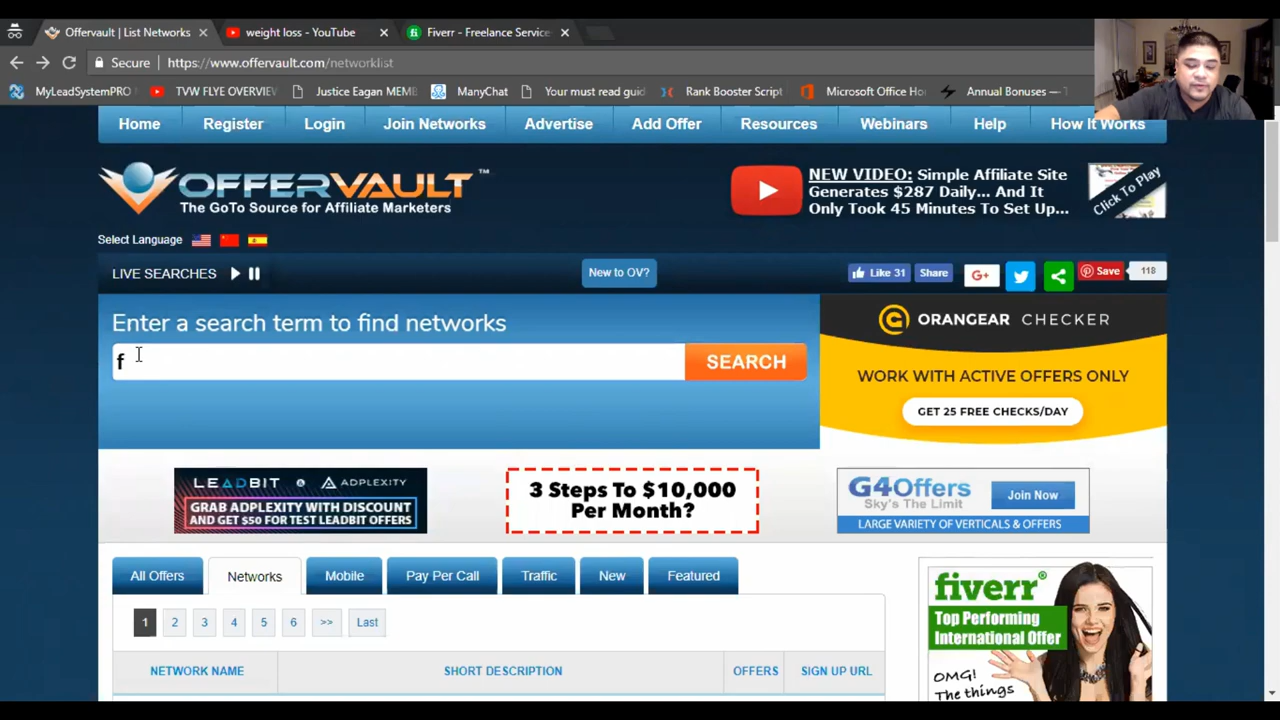 Offervault | List Networks
weight loss - YouTube
Fiverr - Freelance Service
Secure
https://www.offervault.com/networklist
MyLeadSystemPRO
TVW FLYE OVERVIEW
Justice Eagan MEME
ManyChat
Your must read guid
Rank Booster Script
Microsoft Office Ho
Annual Bonuses —
Home
Register
Login
Join Networks
Advertise
Add Offer
Resources
Webinars
Help
How It Works
OFFERVAULT™
The GoTo Source for Affiliate Marketers
NEW VIDEO: Simple Affiliate Site
Generates $287 Daily... And It
Only Took 45 Minutes To Set Up...
Click To Play
Select Language
LIVE SEARCHES
New to OV?
Like 31
Share
G+
Save
118
Enter a search term to find networks
f
SEARCH
ORANGEAR CHECKER
WORK WITH ACTIVE OFFERS ONLY
GET 25 FREE CHECKS/DAY
LEADBIT & ADPLEXITY
GRAB ADPLEXITY WITH DISCOUNT
AND GET $50 FOR TEST LEADBIT OFFERS
3 Steps To $10,000
Per Month?
G4Offers
Sky's The Limit
Join Now
LARGE VARIETY OF VERTICALS & OFFERS
All Offers
Networks
Mobile
Pay Per Call
Traffic
New
Featured
1 2 3 4 5 6 >> Last
NETWORK NAME
SHORT DESCRIPTION
OFFERS
SIGN UP URL
fiverr®
Top Performing
International Offer
OMG!
The things